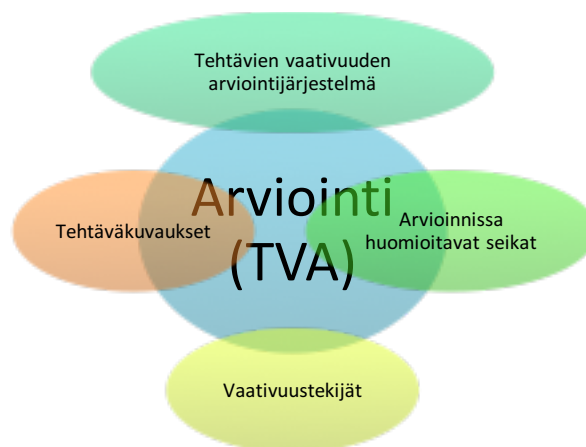 Tehtävien vaativuuden
arviointijärjestelmä
Arviointi
(TVA)
Tehtäväkuvaukset
Arvioinnissa
huomioitavat seikat
Vaativuustekijät